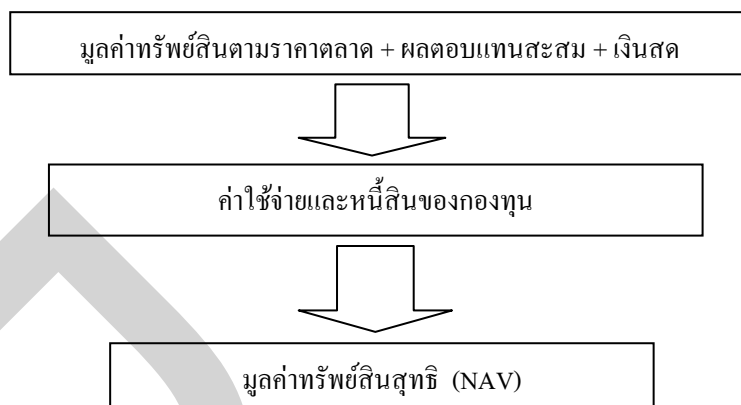 มูลค่าทรัพย์สินตามราคาตลาด + ผลตอบแทนสะสม + เงินสด
ค่าใช้จ่ายและหนี้สินของกองทุน
มูลค่าทรัพย์สินสุทธิ (NAV)